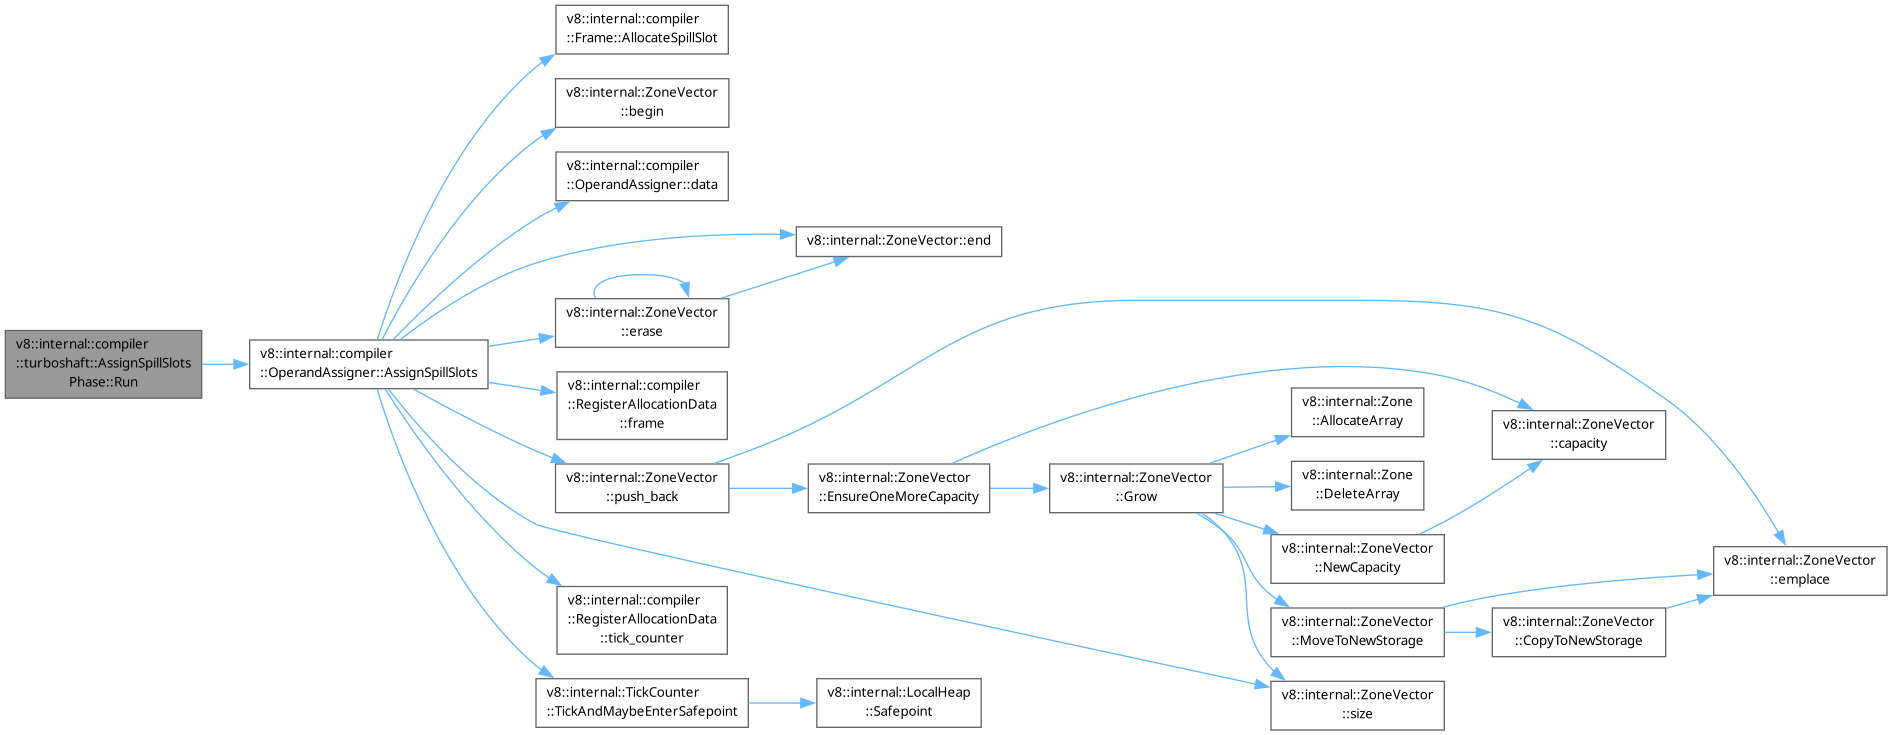 v8::internal::compiler
::Frame::AllocateSpillSlot
v8::internal::ZoneVector
::begin
v8::internal::compiler
::OperandAssigner::data
v8::internal::ZoneVector::end
v8::internal::ZoneVector
::erase
v8::internal::compiler
::turboshaft::AssignSpillSlots
Phase::Run
v8::internal::compiler
::OperandAssigner::AssignSpillSlots
v8::internal::compiler
::RegisterAllocationData
::frame
v8::internal::Zone
::AllocateArray
v8::internal::ZoneVector
::capacity
v8::internal::ZoneVector
::push_back
v8::internal::ZoneVector
::EnsureOneMoreCapacity
v8::internal::ZoneVector
::Grow
v8::internal::Zone
::DeleteArray
v8::internal::ZoneVector
::NewCapacity
v8::internal::ZoneVector
::emplace
v8::internal::compiler
::RegisterAllocationData
::tick_counter
v8::internal::ZoneVector
::MoveToNewStorage
v8::internal::ZoneVector
::CopyToNewStorage
v8::internal::TickCounter
::TickAndMaybeEnterSafepoint
v8::internal::LocalHeap
::Safepoint
v8::internal::ZoneVector
::size